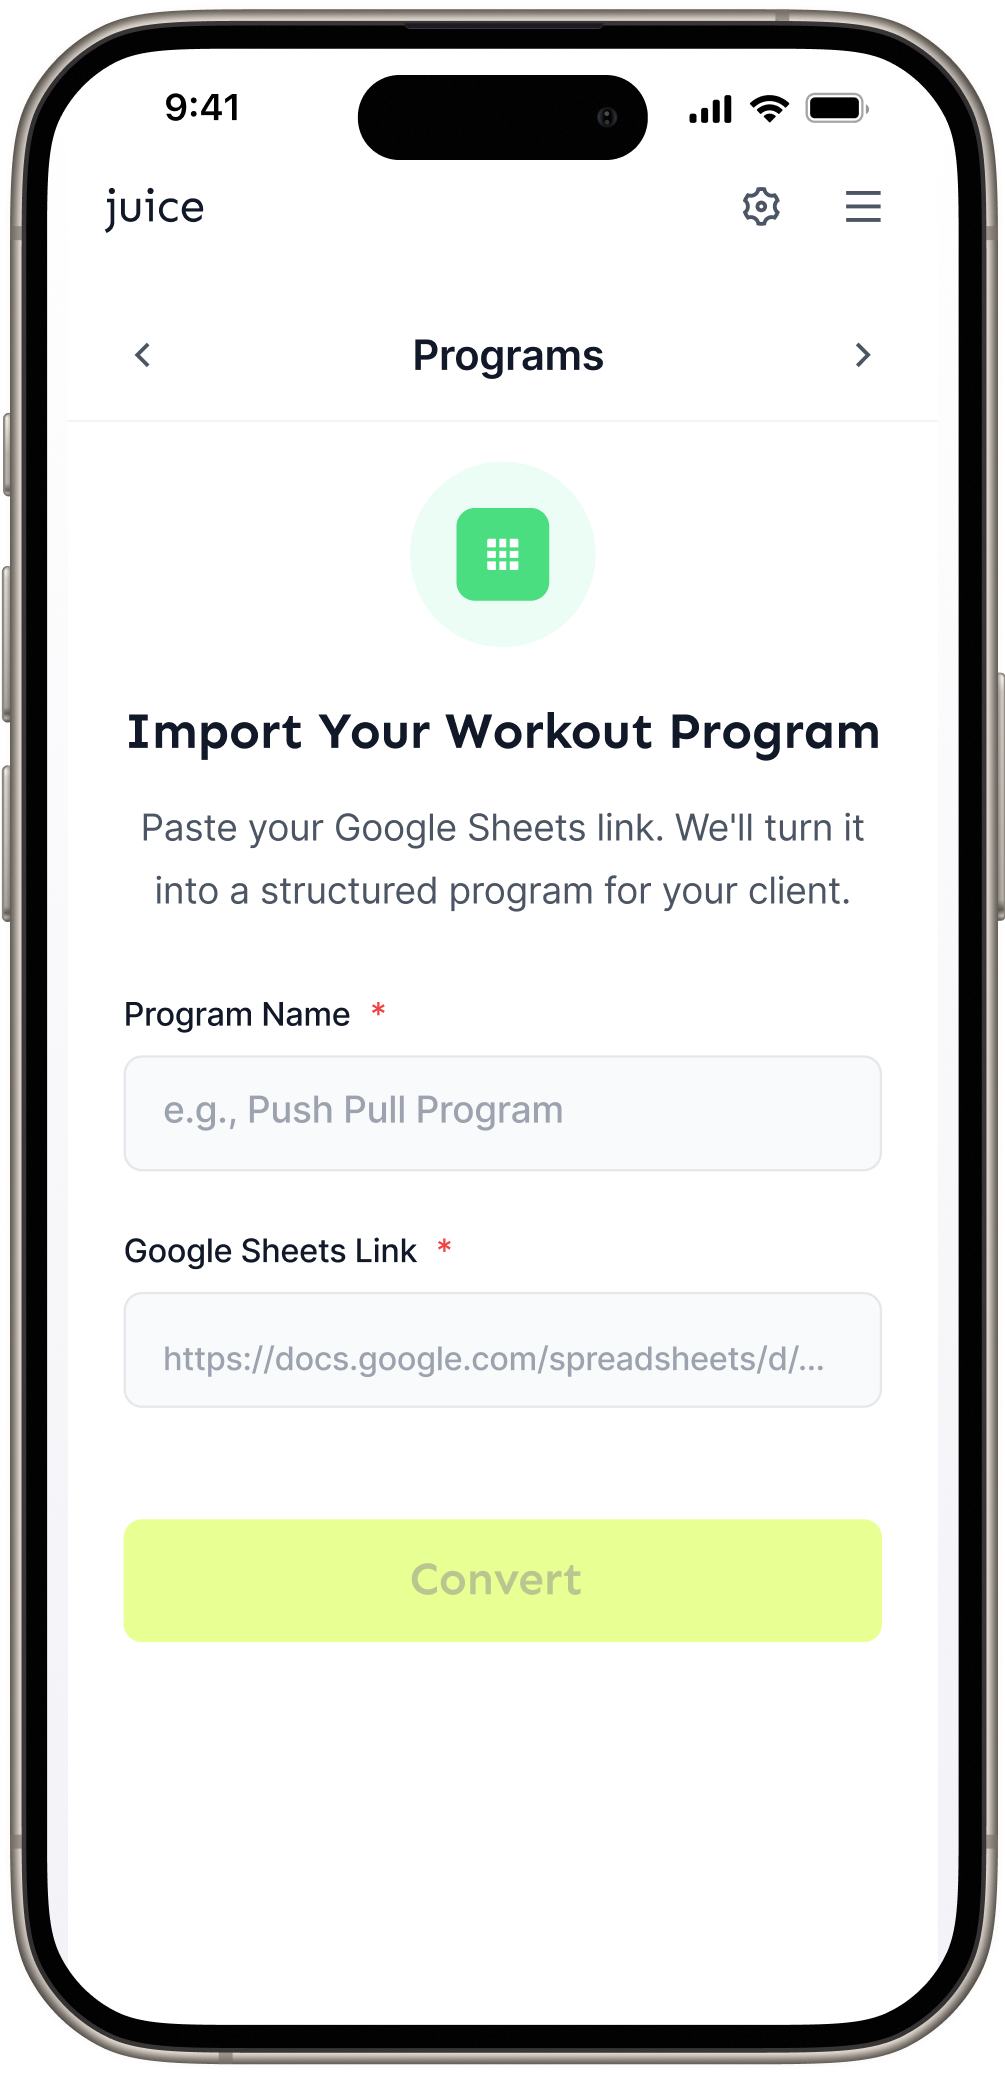 9:41
juice
Programs
Import Your Workout Program
Paste your Google Sheets link. We'll turn it
into a structured program for your client.
Program Name *
e.g., Push Pull Program
Google Sheets Link *
https://docs.google.com/spreadsheets/d/...
Convert